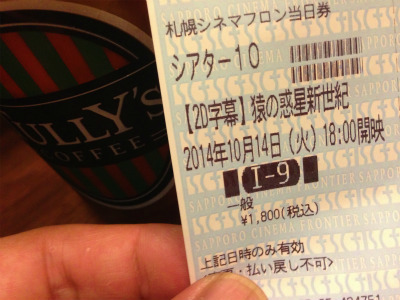 札幌シネマフロン当日券
シアター10
【2D字幕】猿の惑星新世紀
2014年10月14日(火)18:00開映
I-9
一般
¥1,800(税込)
上記日時のみ有効
・払い戻し不可>
ULLY'S
COFFEE
SAPPORO CINEMA FRONTIER